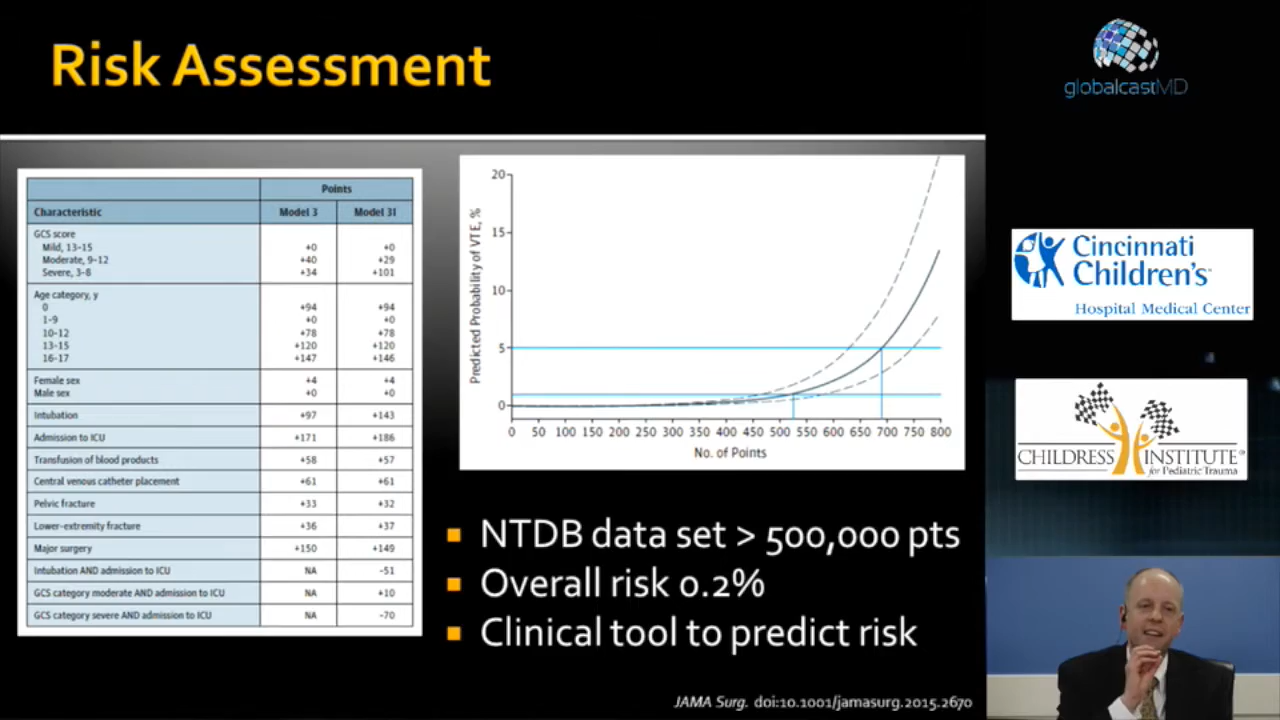 Risk Assessment
Points
Characteristic Model 3 Model 3I
GCS score
Mild, 13–15 +0 +0
Moderate, 9–12 +40 +29
Severe, 3–8 +34 +101
Age category, y
0 +94 +94
1-9 +0 +0
10-12 +78 +78
13-15 +120 +120
16-17 +147 +146
Female sex +4 +4
Male sex +0 +0
Intubation +97 +143
Admission to ICU +171 +186
Transfusion of blood products +58 +57
Central venous catheter placement +61 +61
Pelvic fracture +33 +32
Lower-extremity fracture +36 +37
Major surgery +150 +149
Intubation AND admission to ICU NA -51
GCS category moderate AND admission to ICU NA +10
GCS category severe AND admission to ICU NA -70
Predicted Probability of VTE, %
20
15
10
5
0
0 50 100 150 200 250 300 350 400 450 500 550 600 650 700 750 800
No. of Points
NTDB data set > 500,000 pts
Overall risk 0.2%
Clinical tool to predict risk
JAMA Surg. doi:10.1001/jamasurg.2015.2670
globalcastMD
Cincinnati
Children's
Hospital Medical Center
CHILDRESS INSTITUTE
for Pediatric Trauma